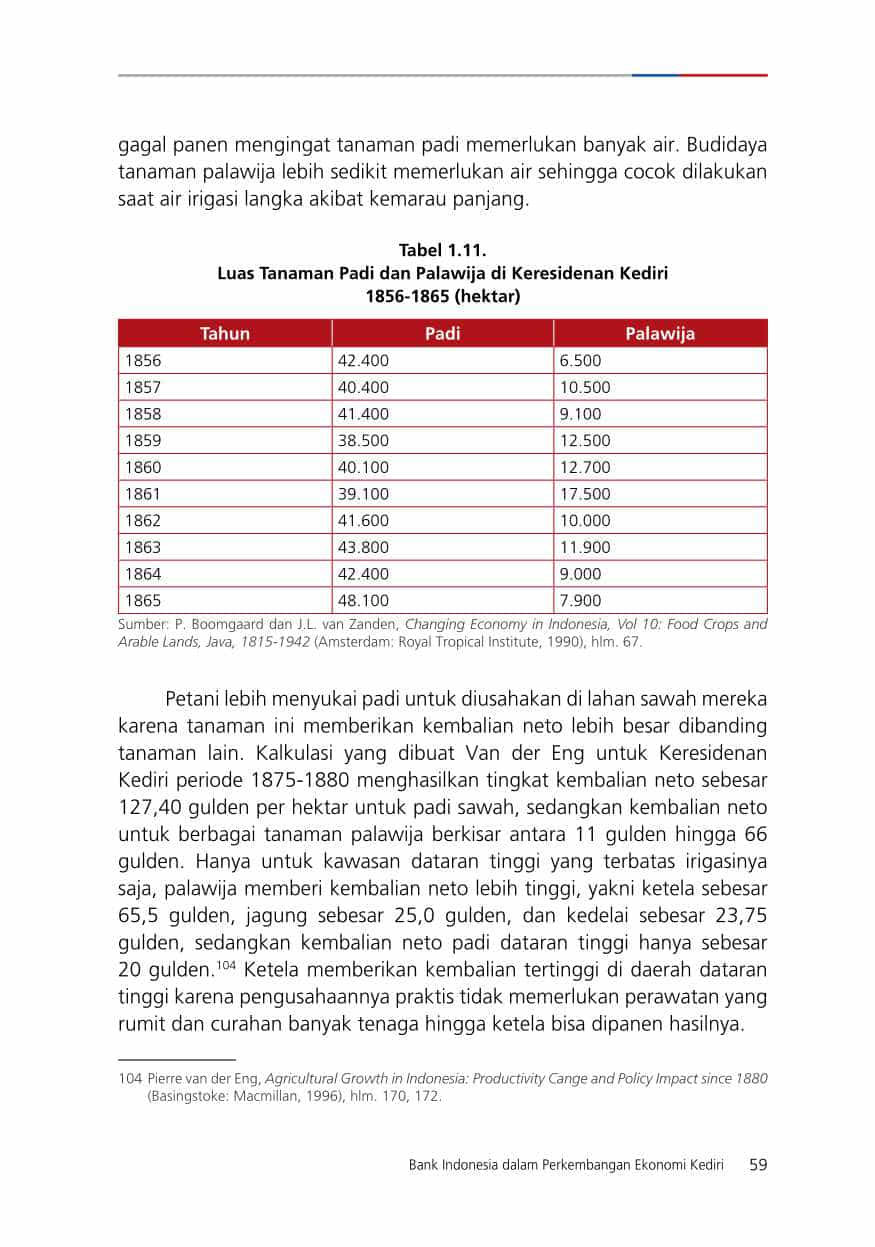 gagal panen mengingat tanaman padi memerlukan banyak air. Budidaya
tanaman palawija lebih sedikit memerlukan air sehingga cocok dilakukan
saat air irigasi langka akibat kemarau panjang.
Tabel 1.11.
Luas Tanaman Padi dan Palawija di Keresidenan Kediri
1856-1865 (hektar)
Tahun Padi Palawija
1856 42.400 6.500
1857 40.400 10.500
1858 41.400 9.100
1859 38.500 12.500
1860 40.100 12.700
1861 39.100 17.500
1862 41.600 10.000
1863 43.800 11.900
1864 42.400 9.000
1865 48.100 7.900
Sumber: P. Boomgaard dan J.L. van Zanden, Changing Economy in Indonesia, Vol 10: Food Crops and
Arable Lands, Java, 1815-1942 (Amsterdam: Royal Tropical Institute, 1990), hlm. 67.
Petani lebih menyukai padi untuk diusahakan di lahan sawah mereka
karena tanaman ini memberikan kembalian neto lebih besar dibanding
tanaman lain. Kalkulasi yang dibuat Van der Eng untuk Keresidenan
Kediri periode 1875-1880 menghasilkan tingkat kembalian neto sebesar
127,40 gulden per hektar untuk padi sawah, sedangkan kembalian neto
untuk berbagai tanaman palawija berkisar antara 11 gulden hingga 66
gulden. Hanya untuk kawasan dataran tinggi yang terbatas irigasinya
saja, palawija memberi kembalian neto lebih tinggi, yakni ketela sebesar
65,5 gulden, jagung sebesar 25,0 gulden, dan kedelai sebesar 23,75
gulden, sedangkan kembalian neto padi dataran tinggi hanya sebesar
20 gulden.104 Ketela memberikan kembalian tertinggi di daerah dataran
tinggi karena pengusahaannya praktis tidak memerlukan perawatan yang
rumit dan curahan banyak tenaga hingga ketela bisa dipanen hasilnya.
104 Pierre van der Eng, Agricultural Growth in Indonesia: Productivity Cange and Policy Impact since 1880
(Basingstoke: Macmillan, 1996), hlm. 170, 172.
Bank Indonesia dalam Perkembangan Ekonomi Kediri 59